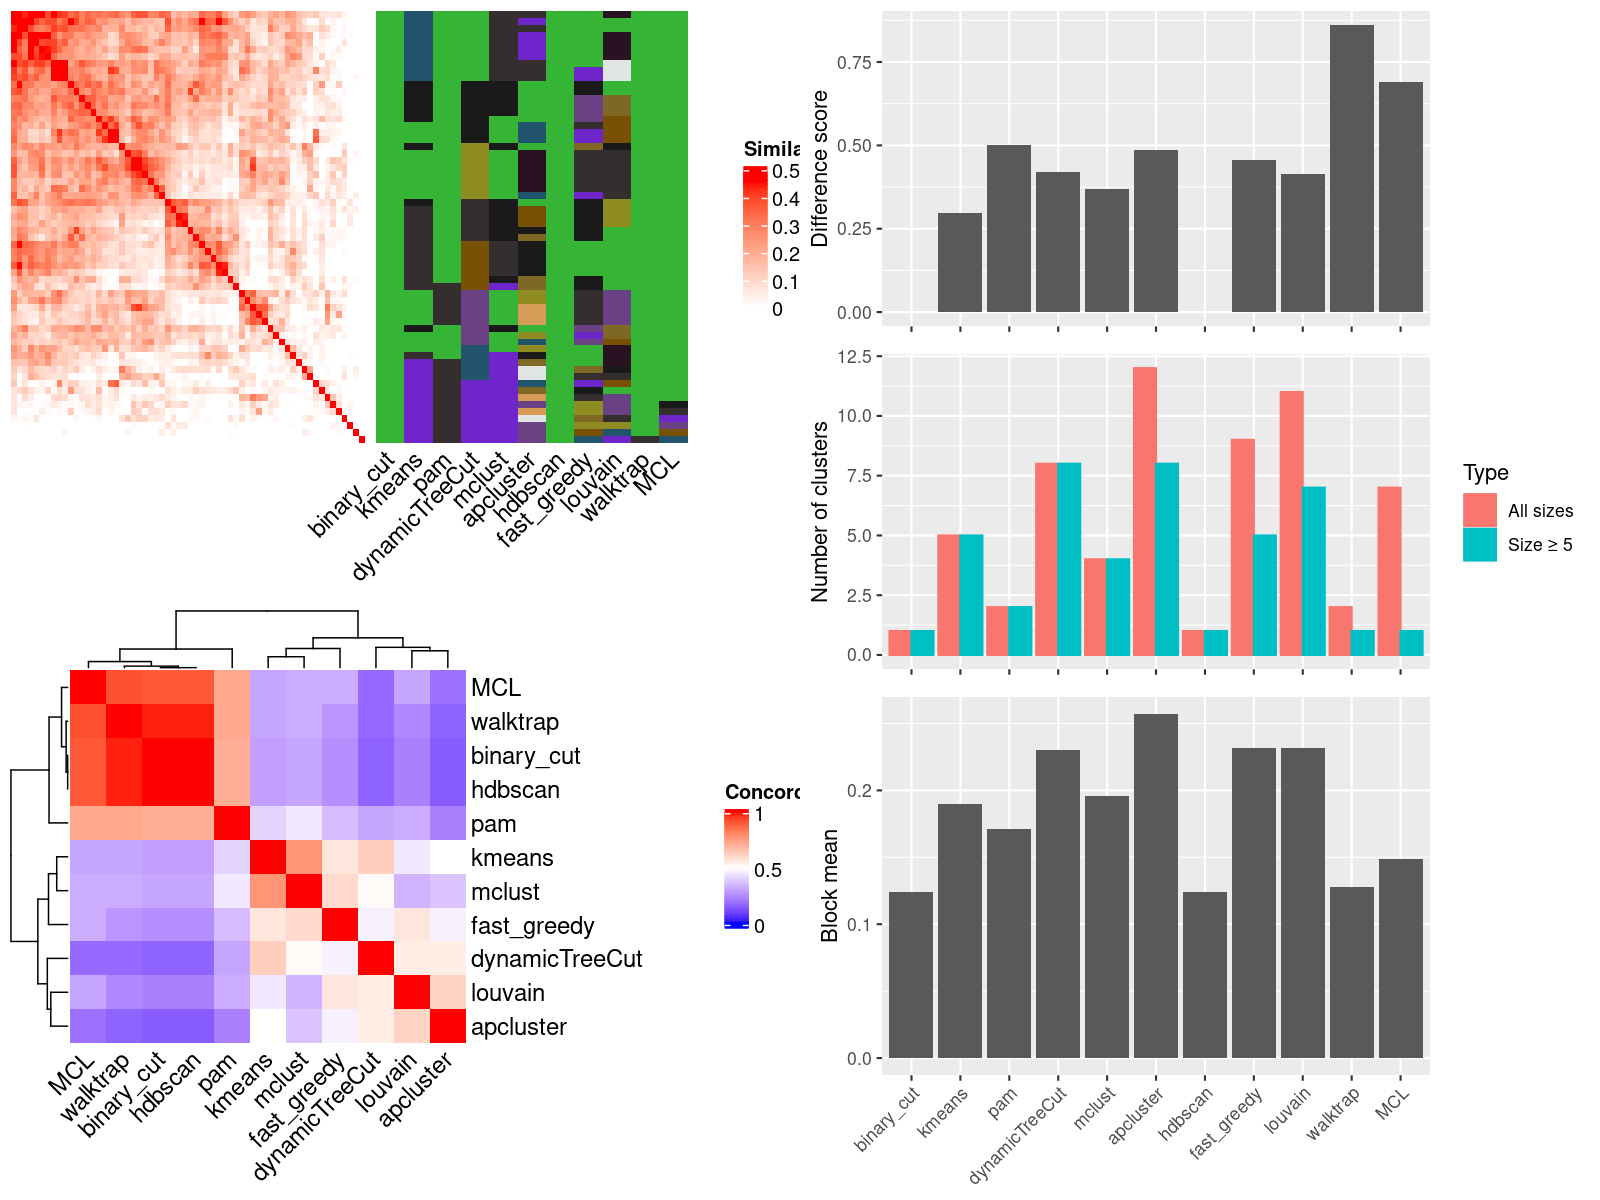 Simila
0.5
0.4
0.3
0.2
0.1
0
binary_cut
kmeans
pam
dynamicTreeCut
mclust
apcluster
hdbscan
fast_greedy
louvain
walktrap
MCL
Difference score
0.75
0.50
0.25
0.00
Number of clusters
12.5
10.0
7.5
5.0
2.5
0.0
Type
All sizes
Size ≥ 5
MCL
walktrap
binary_cut
hdbscan
pam
kmeans
mclust
fast_greedy
dynamicTreeCut
louvain
apcluster
MCL
walktrap
binary_cut
hdbscan
pam
kmeans
mclust
fast_greedy
dynamicTreeCut
louvain
apcluster
Concord
1
0.5
0
Block mean
0.2
0.1
0.0
binary_cut
kmeans
pam
dynamicTreeCut
mclust
apcluster
hdbscan
fast_greedy
louvain
walktrap
MCL